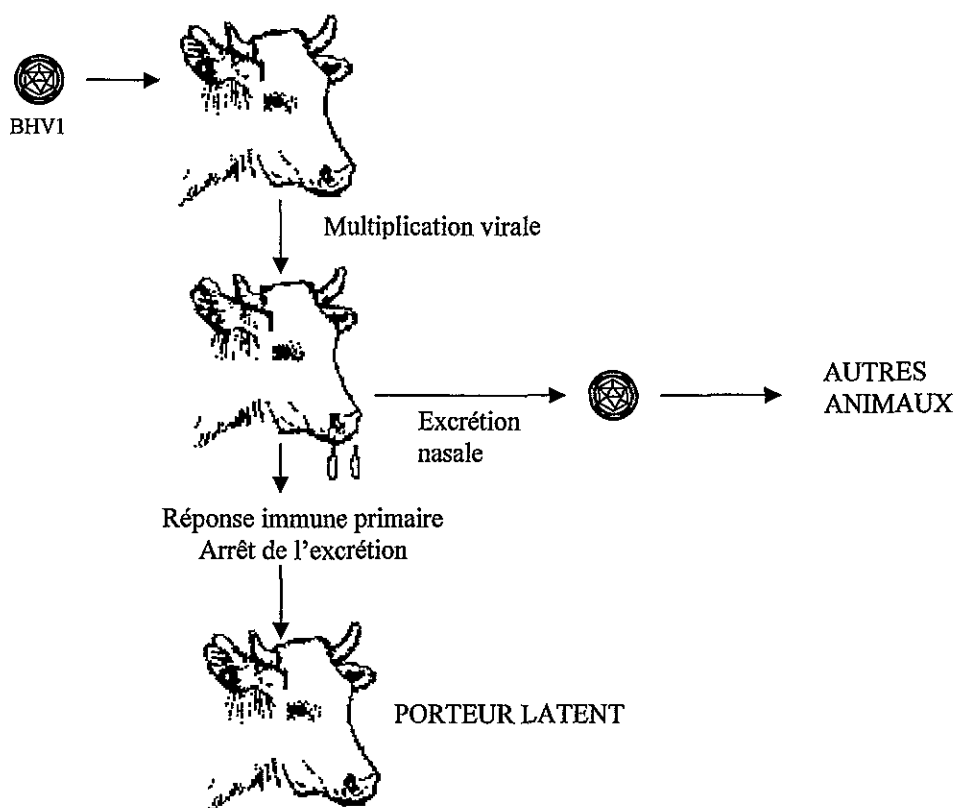 BHV1
Multiplication virale
Excrétion
nasale
AUTRES
ANIMAUX
Réponse immune primaire
Arrêt de l'excrétion
PORTEUR LATENT